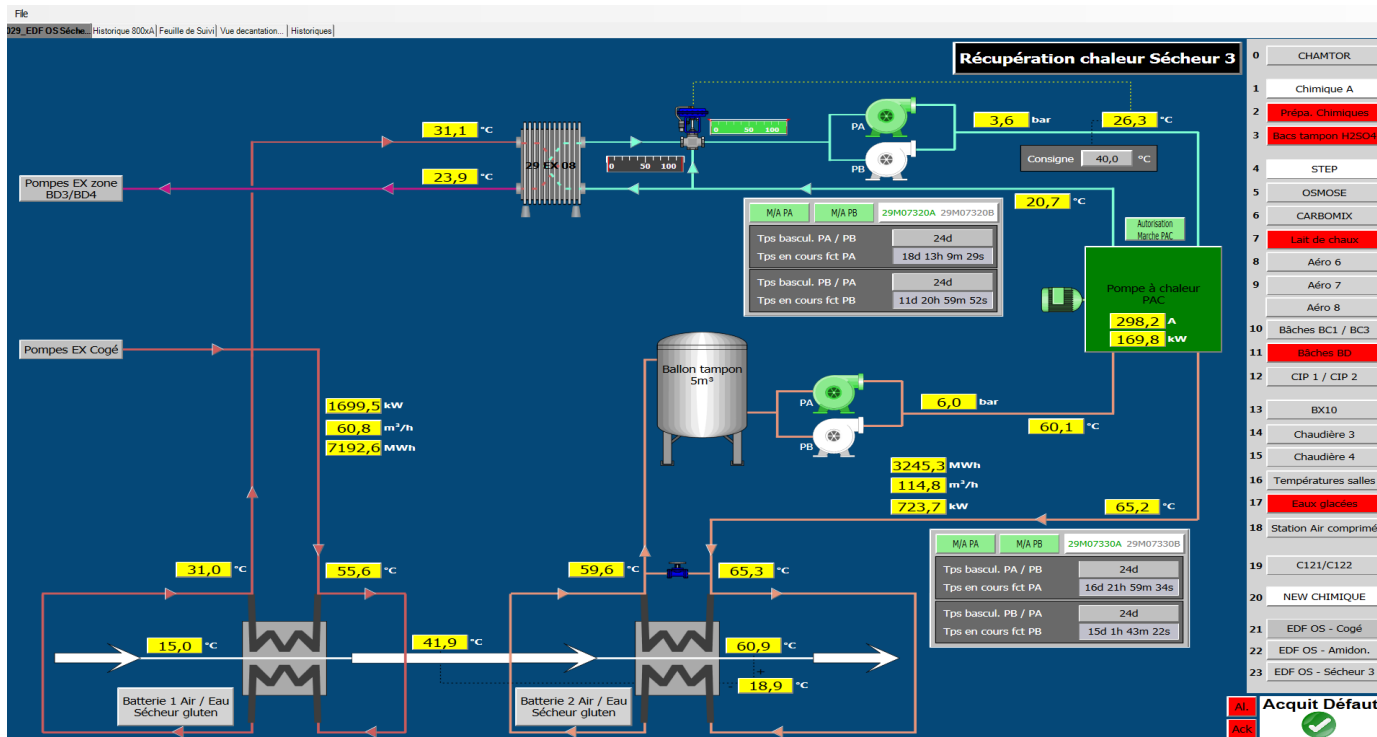 File
029_EDF OS Séche...
Historique 800xA
Feuille de Suivi
Vue decantation...
Historiques
Récupération chaleur Sécheur 3
31,1 °C
23,9 °C
29 EX 08
Pompes EX zone
BD3/BD4
0 50 100
0 50 100
PA
PB
3,6 bar
26,3 °C
Consigne 40,0 °C
20,7 °C
M/A PA M/A PB 29M07320A 29M07320B
Tps bascul. PA / PB 24d
Tps en cours fct PA 18d 13h 9m 29s
Tps bascul. PB / PA 24d
Tps en cours fct PB 11d 20h 59m 52s
Autorisation
Marche PAC
Pompe à chaleur
PAC
298,2 A
169,8 kW
Pompes EX Cogé
1699,5 kW
60,8 m³/h
7192,6 MWh
Ballon tampon
5m³
PA
PB
6,0 bar
60,1 °C
3245,3 MWh
114,8 m³/h
723,7 kW
65,2 °C
M/A PA M/A PB 29M07330A 29M07330B
Tps bascul. PA / PB 24d
Tps en cours fct PA 16d 21h 59m 34s
Tps bascul. PB / PA 24d
Tps en cours fct PB 15d 1h 43m 22s
31,0 °C
55,6 °C
59,6 °C
65,3 °C
15,0 °C
41,9 °C
60,9 °C
- +
18,9 °C
Batterie 1 Air / Eau
Sécheur gluten
Batterie 2 Air / Eau
Sécheur gluten
0 CHAMTOR
1 Chimique A
2 Prépa. Chimiques
3 Bacs tampon H2SO4
4 STEP
5 OSMOSE
6 CARBOMIX
7 Lait de chaux
8 Aéro 6
9 Aéro 7
Aéro 8
10 Bâches BC1 / BC3
11 Bâches BD
12 CIP 1 / CIP 2
13 BX10
14 Chaudière 3
15 Chaudière 4
16 Températures salles
17 Eaux glacées
18 Station Air comprimé
19 C121/C122
20 NEW CHIMIQUE
21 EDF OS - Cogé
22 EDF OS - Amidon.
23 EDF OS - Sécheur 3
Al.
Ack
Acquit Défaut